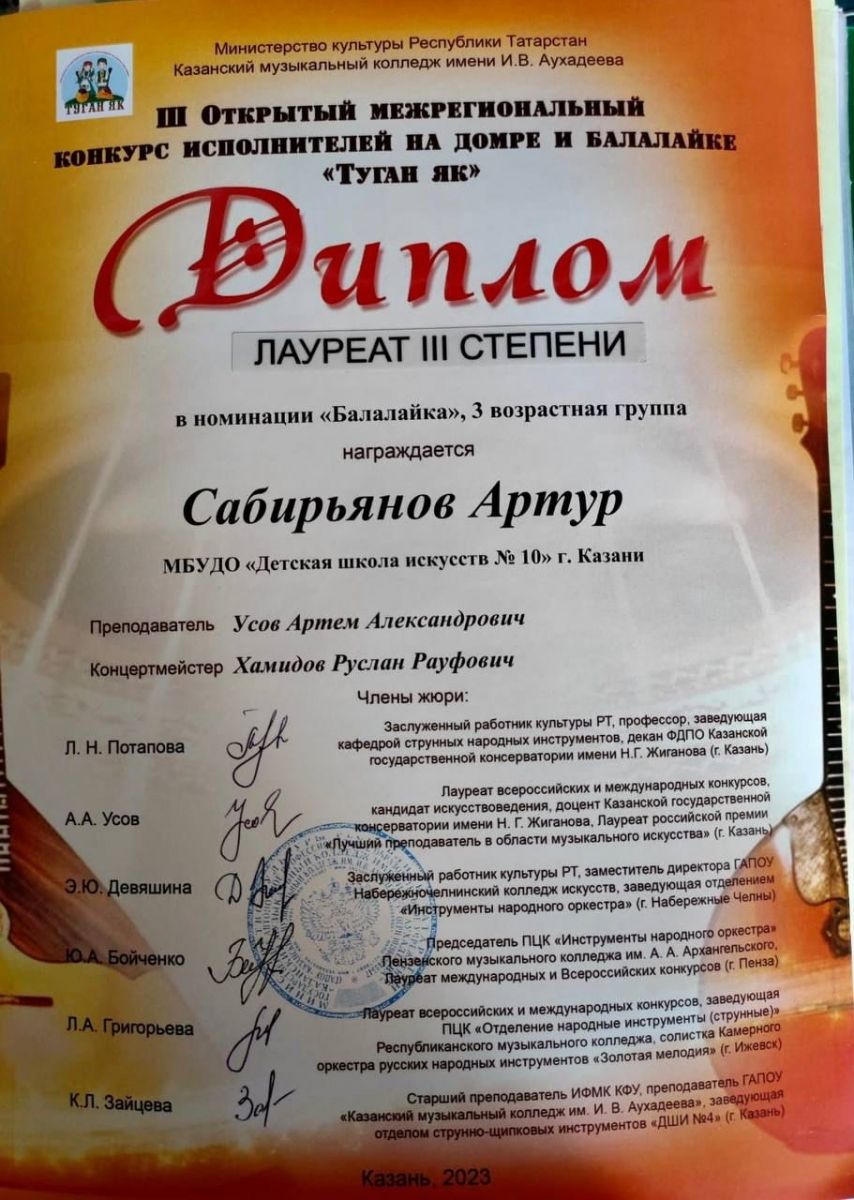 Министерство культуры Республики Татарстан
Казанский музыкальный колледж имени И.В. Аухадеева
ТУГАН ЯК
III Открытый межрегиональный
конкурс исполнителей на домре и балалайке
«Туган як»
Диплом
ЛАУРЕАТ III СТЕПЕНИ
в номинации «Балалайка», 3 возрастная группа
награждается
Сабирьянов Артур
МБУДО «Детская школа искусств № 10» г. Казани
Преподаватель Усов Артем Александрович
Концертмейстер Хамидов Руслан Рауфович
Члены жюри:
Л. Н. Потапова
Заслуженный работник культуры РТ, профессор, заведующая
кафедрой струнных народных инструментов, декан ФДПО Казанской
государственной консерватории имени Н.Г. Жиганова (г. Казань)
А.А. Усов
Лауреат всероссийских и международных конкурсов,
кандидат искусствоведения, доцент Казанской государственной
консерватории имени Н. Г. Жиганова, Лауреат российской премии
«Лучший преподаватель в области музыкального искусства» (г. Казань)
Э.Ю. Девяшина
Заслуженный работник культуры РТ, заместитель директора ГАПОУ
Набережночелнинский колледж искусств, заведующая отделением
«Инструменты народного оркестра» (г. Набережные Челны)
Ю.А. Бойченко
Председатель ПЦК «Инструменты народного оркестра»
Пензенского музыкального колледжа им. А. А. Архангельского,
Лауреат международных и Всероссийских конкурсов (г. Пенза)
Л.А. Григорьева
Лауреат всероссийских и международных конкурсов, заведующая
ПЦК «Отделение народные инструменты (струнные)»
Республиканского музыкального колледжа, солистка Камерного
оркестра русских народных инструментов «Золотая мелодия» (г. Ижевск)
К.Л. Зайцева
Старший преподаватель ИФМК КФУ, преподаватель ГАПОУ
«Казанский музыкальный колледж им. И. В. Аухадеева», заведующая
отделом струнно-щипковых инструментов «ДШИ №4» (г. Казань)
Казань, 2023